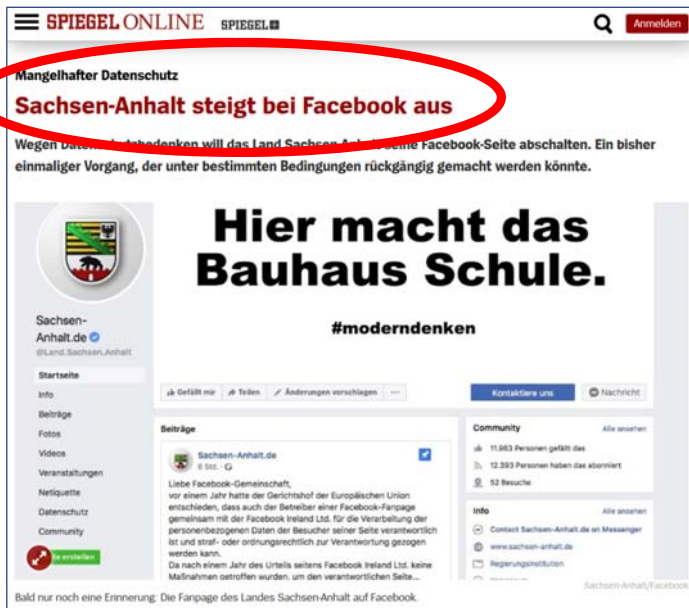 SPIEGEL ONLINE SPIEGEL+ Anmelden
Mangelhafter Datenschutz
Sachsen-Anhalt steigt bei Facebook aus
Wegen Datenschutzbedenken will das Land Sachsen-Anhalt seine Facebook-Seite abschalten. Ein bisher
einmaliger Vorgang, der unter bestimmten Bedingungen rückgängig gemacht werden könnte.
Hier macht das
Bauhaus Schule.
#moderndenken
Sachsen-
Anhalt.de
@Land.Sachsen.Anhalt
Startseite
Info
Beiträge
Fotos
Videos
Veranstaltungen
Netiquette
Datenschutz
Community
te erstellen
Gefällt mir Teilen Änderungen vorschlagen ...
Kontaktiere uns Nachricht
Beiträge
Sachsen-Anhalt.de
6 Std. ·
Liebe Facebook-Gemeinschaft,
vor einem Jahr hatte der Gerichtshof der Europäischen Union
entschieden, dass auch der Betreiber einer Facebook-Fanpage
gemeinsam mit der Facebook Ireland Ltd. für die Verarbeitung der
personenbezogenen Daten der Besucher seiner Seite verantwortlich
ist und straf- oder ordnungsrechtlich zur Verantwortung gezogen
werden kann.
Da nach einem Jahr des Urteils seitens Facebook Ireland Ltd. keine
Maßnahmen getroffen wurden, um den verantwortlichen Seite...
Community Alle ansehen
11.963 Personen gefällt das
12.393 Personen haben das abonniert
52 Besuche
Info Alle ansehen
Contact Sachsen-Anhalt.de on Messenger
www.sachsen-anhalt.de
Regierungsinstitution
Sachsen-Anhalt/Facebook
Bald nur noch eine Erinnerung: Die Fanpage des Landes Sachsen-Anhalt auf Facebook.